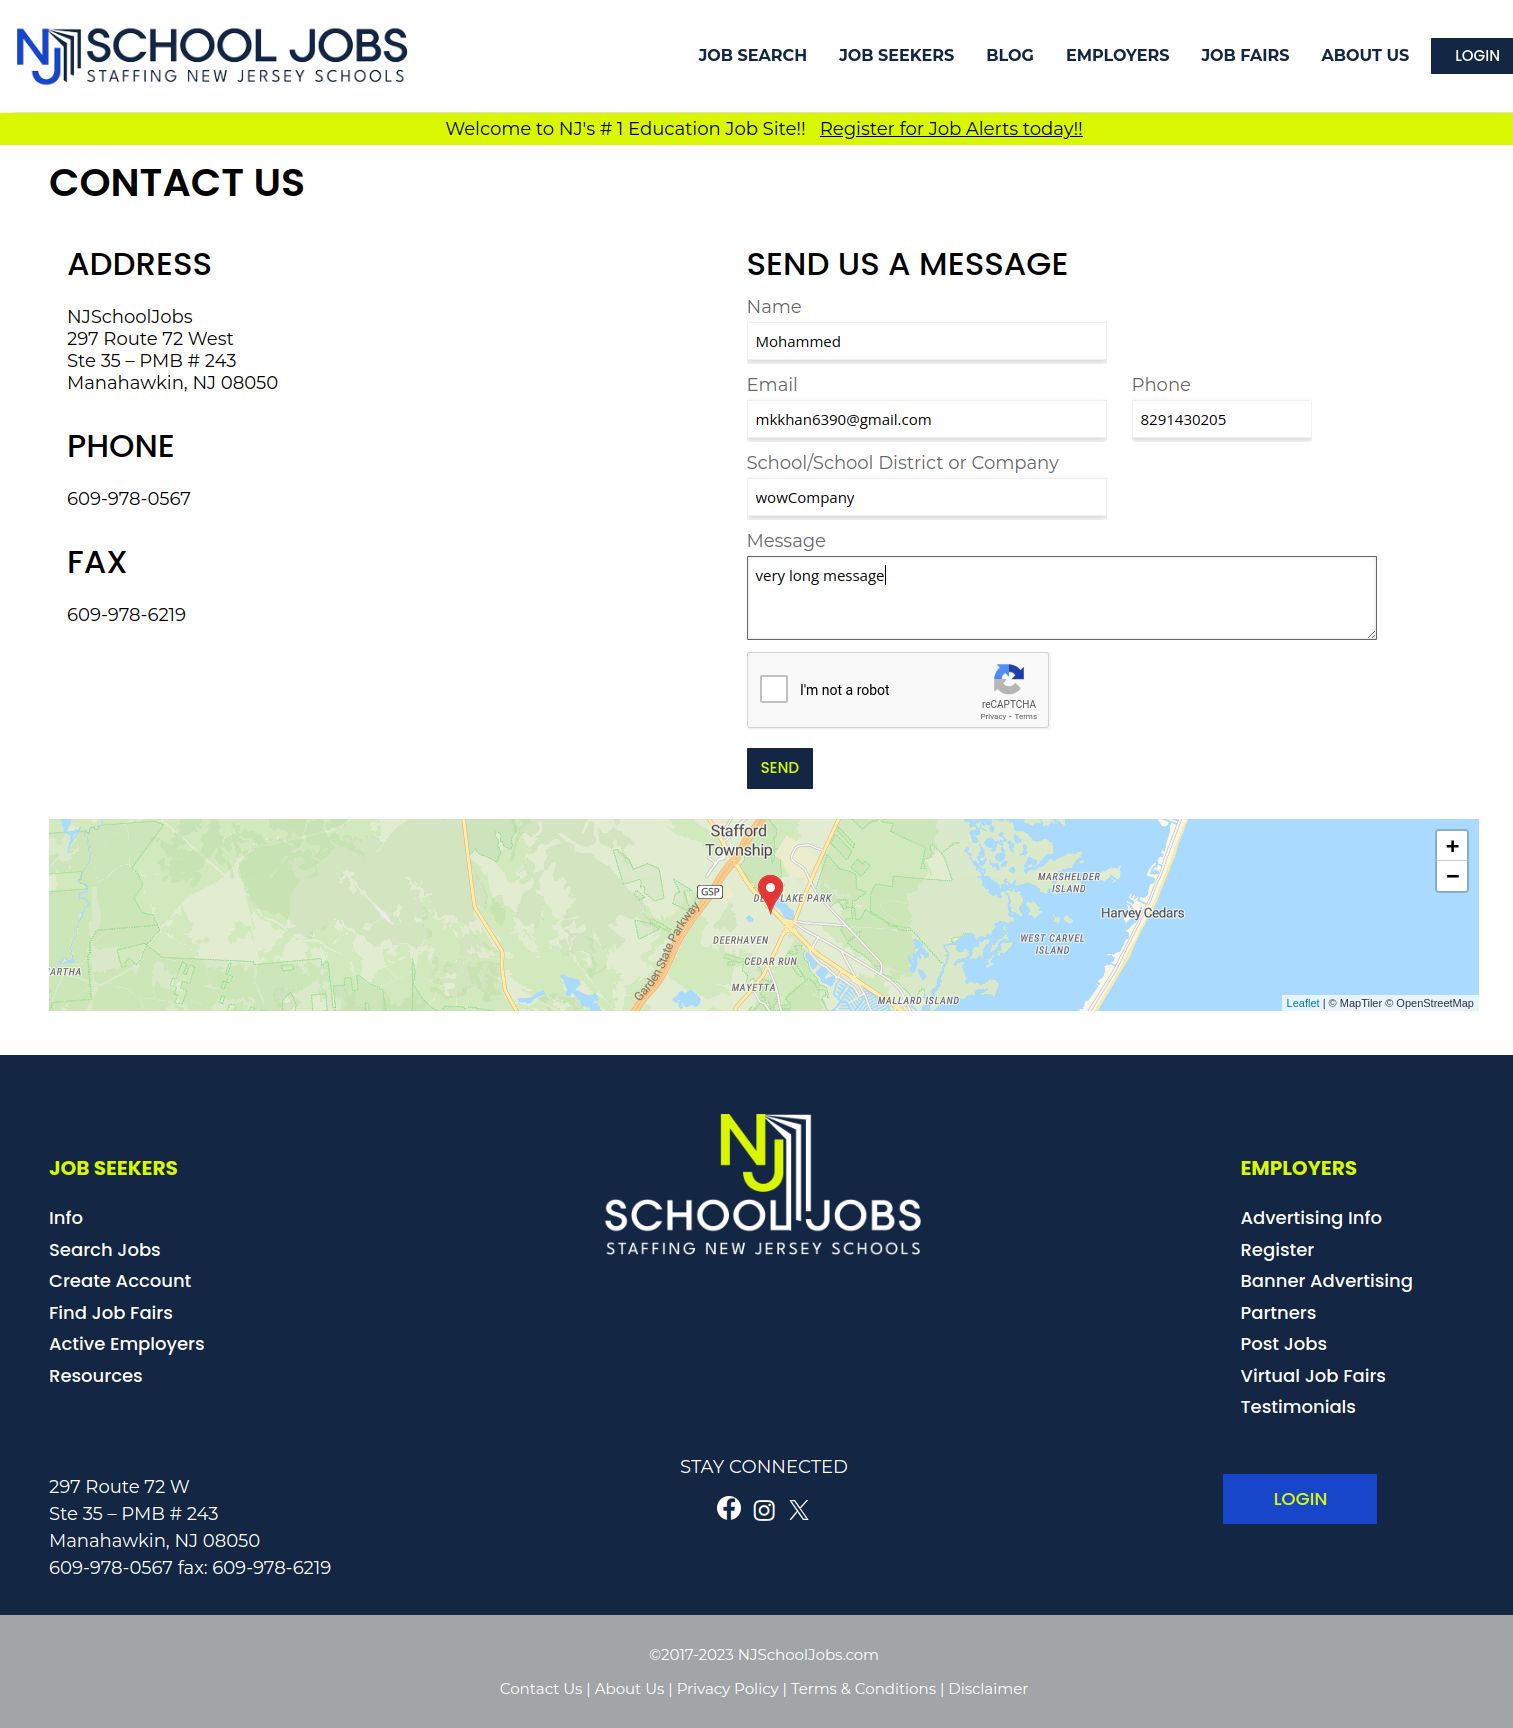 NJ SCHOOL JOBS
STAFFING NEW JERSEY SCHOOLS
JOB SEARCH JOB SEEKERS BLOG EMPLOYERS JOB FAIRS ABOUT US LOGIN
Welcome to NJ's # 1 Education Job Site!! Register for Job Alerts today!!
CONTACT US
ADDRESS
NJSchoolJobs
297 Route 72 West
Ste 35 – PMB # 243
Manahawkin, NJ 08050
PHONE
609-978-0567
FAX
609-978-6219
SEND US A MESSAGE
Name
Mohammed
Email Phone
mkkhan6390@gmail.com 8291430205
School/School District or Company
wowCompany
Message
very long message
I'm not a robot
reCAPTCHA
Privacy - Terms
SEND
Stafford
Township
GSP
LAKE PARK
MARSHELDER
ISLAND
Harvey Cedars
DEERHAVEN
WEST CARVEL
ISLAND
CEDAR RUN
Garden State Parkway
MAYETTA
MALLARD ISLAND
+
−
Leaflet | © MapTiler © OpenStreetMap
JOB SEEKERS
Info
Search Jobs
Create Account
Find Job Fairs
Active Employers
Resources
NJ
SCHOOL JOBS
STAFFING NEW JERSEY SCHOOLS
EMPLOYERS
Advertising Info
Register
Banner Advertising
Partners
Post Jobs
Virtual Job Fairs
Testimonials
297 Route 72 W
Ste 35 – PMB # 243
Manahawkin, NJ 08050
609-978-0567 fax: 609-978-6219
STAY CONNECTED
LOGIN
©2017-2023 NJSchoolJobs.com
Contact Us | About Us | Privacy Policy | Terms & Conditions | Disclaimer